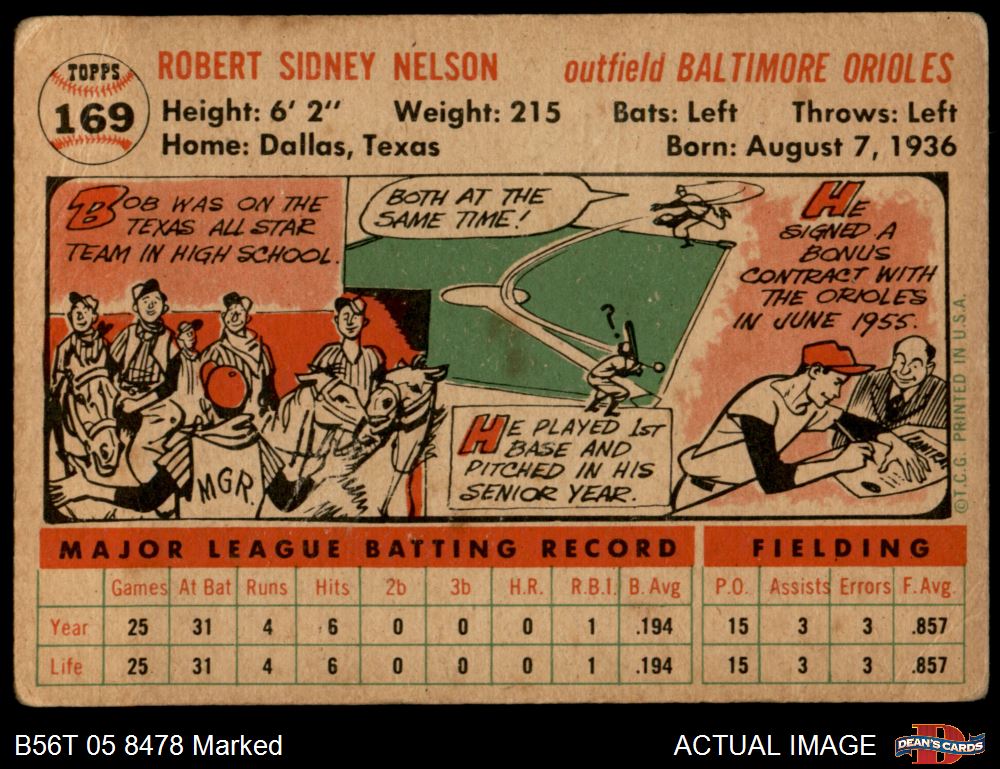 TOPPS
169
ROBERT SIDNEY NELSON outfield BALTIMORE ORIOLES
Height: 6' 2" Weight: 215 Bats: Left Throws: Left
Home: Dallas, Texas Born: August 7, 1936
BOB WAS ON THE
TEXAS ALL STAR
TEAM IN HIGH SCHOOL.
MGR.
BOTH AT THE
SAME TIME!
?
HE PLAYED 1ST
BASE AND
PITCHED IN HIS
SENIOR YEAR.
HE
SIGNED A
BONUS
CONTRACT WITH
THE ORIOLES
IN JUNE 1955.
©T.C.G. PRINTED IN U.S.A.
MAJOR LEAGUE BATTING RECORD FIELDING
Games At Bat Runs Hits 2b 3b H.R. R.B.I. B. Avg P.O. Assists Errors F. Avg.
Year 25 31 4 6 0 0 0 1 .194 15 3 3 .857
Life 25 31 4 6 0 0 0 1 .194 15 3 3 .857
B56T 05 8478 Marked ACTUAL IMAGE DEAN'S CARDS